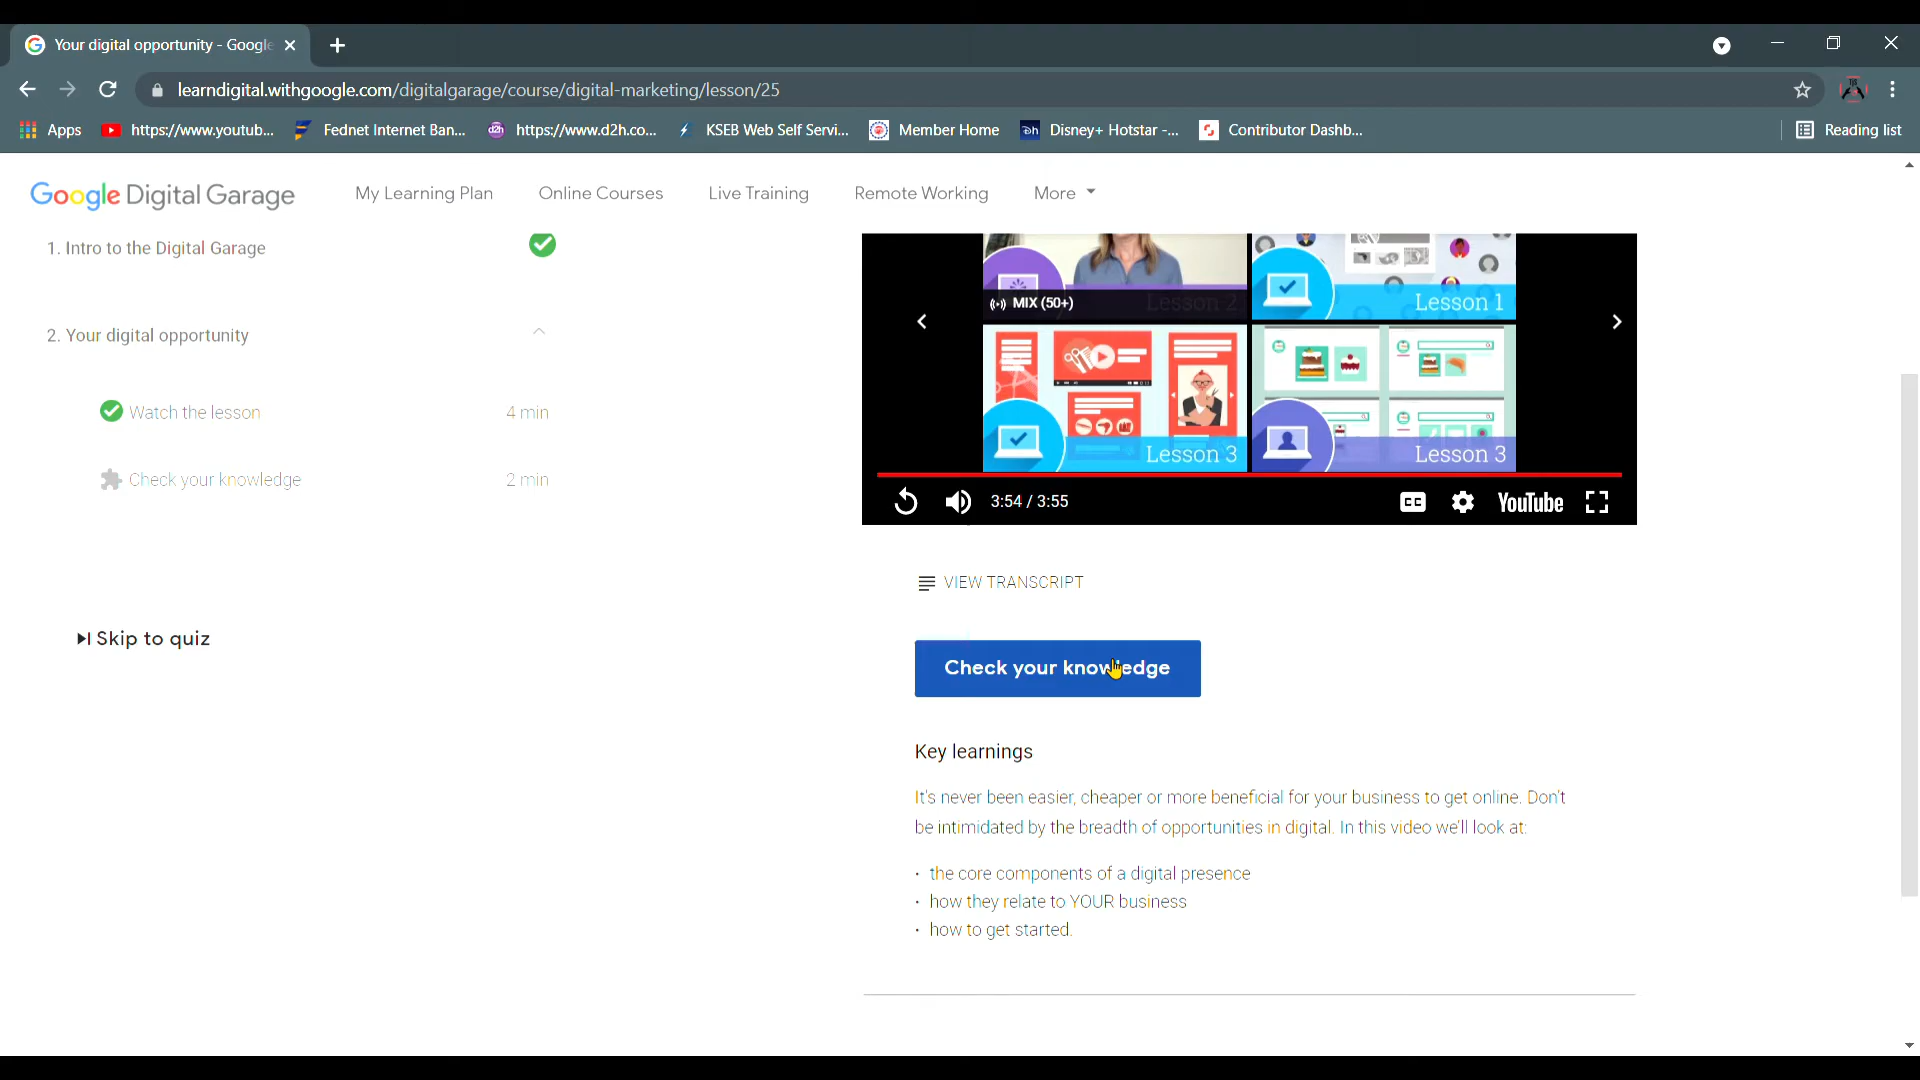 Your digital opportunity - Google
learndigital.withgoogle.com/digitalgarage/course/digital-marketing/lesson/25
Apps
https://www.youtub...
Fednet Internet Ban...
d2h
https://www.d2h.co...
KSEB Web Self Servi...
Member Home
Disney+ Hotstar -...
Contributor Dashb...
Reading list
Google Digital Garage
My Learning Plan
Online Courses
Live Training
Remote Working
More
1. Intro to the Digital Garage
2. Your digital opportunity
Watch the lesson
4 min
Check your knowledge
2 min
Skip to quiz
MIX (50+)
Lesson 2
Lesson 1
Lesson 3
Lesson 3
3:54 / 3:55
CC
YouTube
VIEW TRANSCRIPT
Check your knowledge
Key learnings
It's never been easier, cheaper or more beneficial for your business to get online. Don't
be intimidated by the breadth of opportunities in digital. In this video we'll look at:
· the core components of a digital presence
· how they relate to YOUR business
· how to get started.